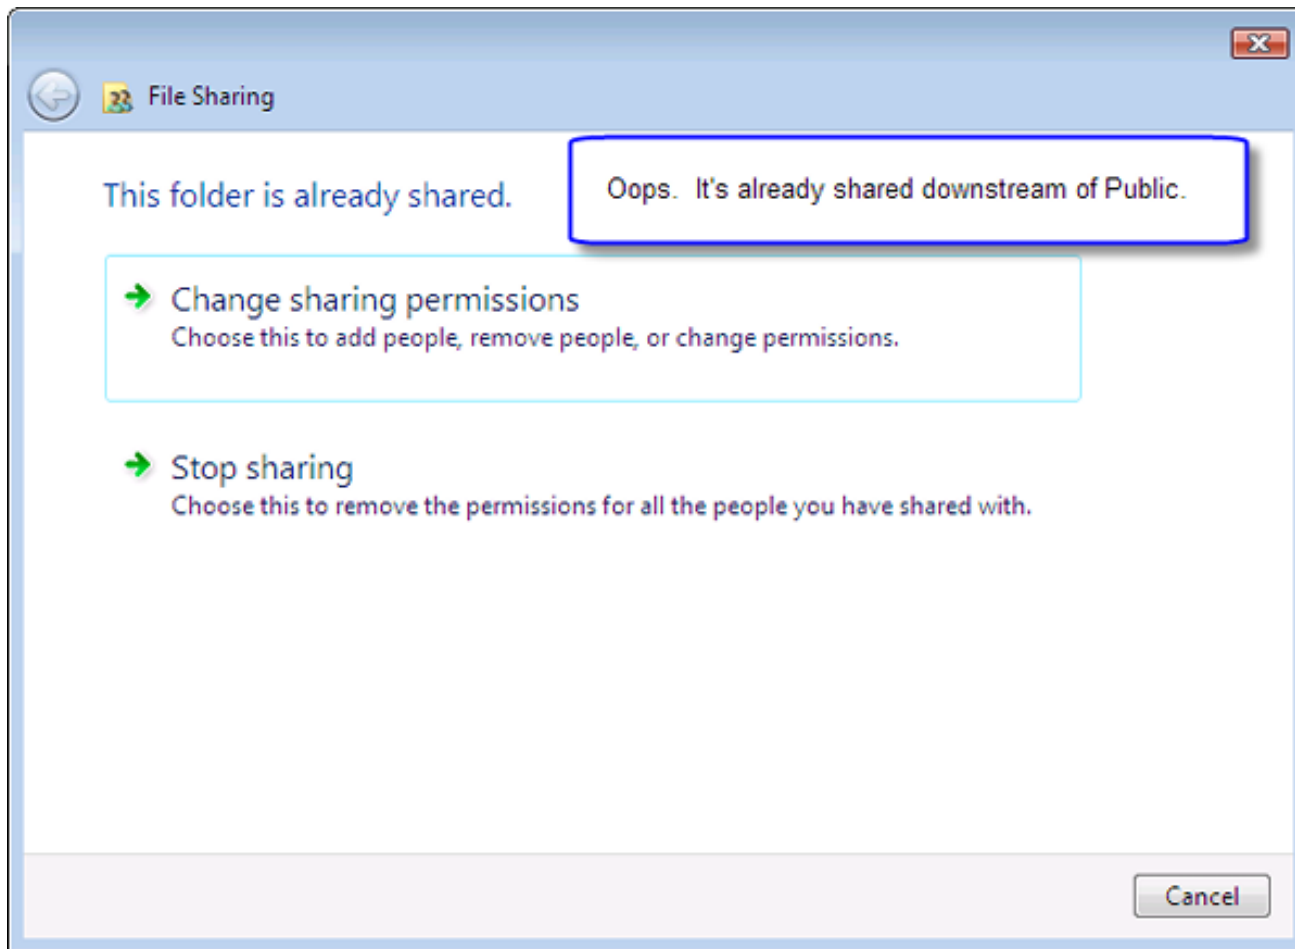 File Sharing
This folder is already shared.
Oops.  It's already shared downstream of Public.
Change sharing permissions
Choose this to add people, remove people, or change permissions.
Stop sharing
Choose this to remove the permissions for all the people you have shared with.
Cancel